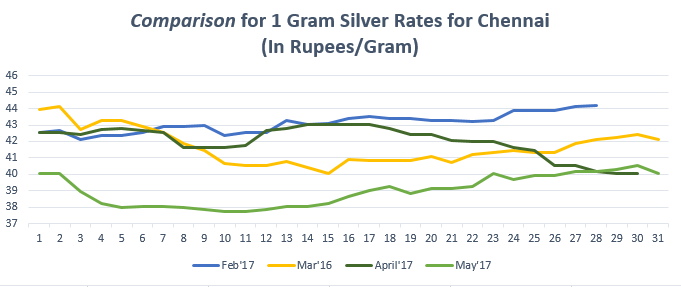 Comparison for 1 Gram Silver Rates for Chennai
(In Rupees/Gram)
46
45
44
43
42
41
40
39
38
37
1 2 3 4 5 6 7 8 9 10 11 12 13 14 15 16 17 18 19 20 21 22 23 24 25 26 27 28 29 30 31
Feb'17 Mar'16 April'17 May'17